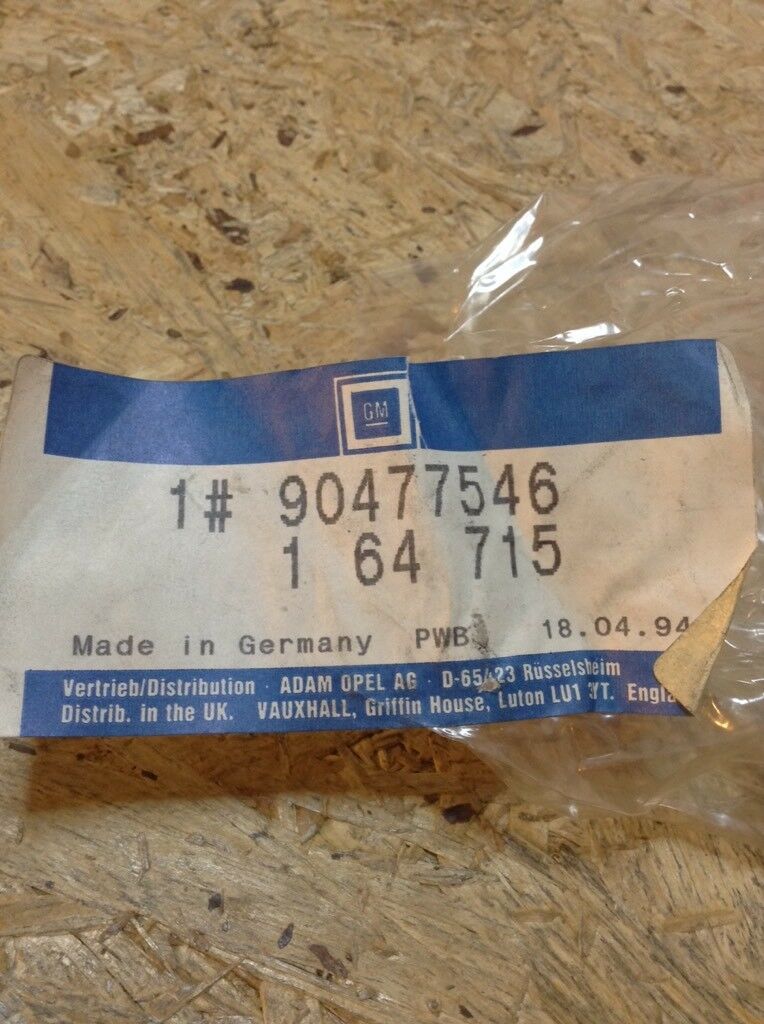 GM
1# 90477546
1 64 715
Made in Germany PWB 18.04.94
Vertrieb/Distribution · ADAM OPEL AG · D-65423 Rüsselsheim
Distrib. in the UK. VAUXHALL, Griffin House, Luton LU1